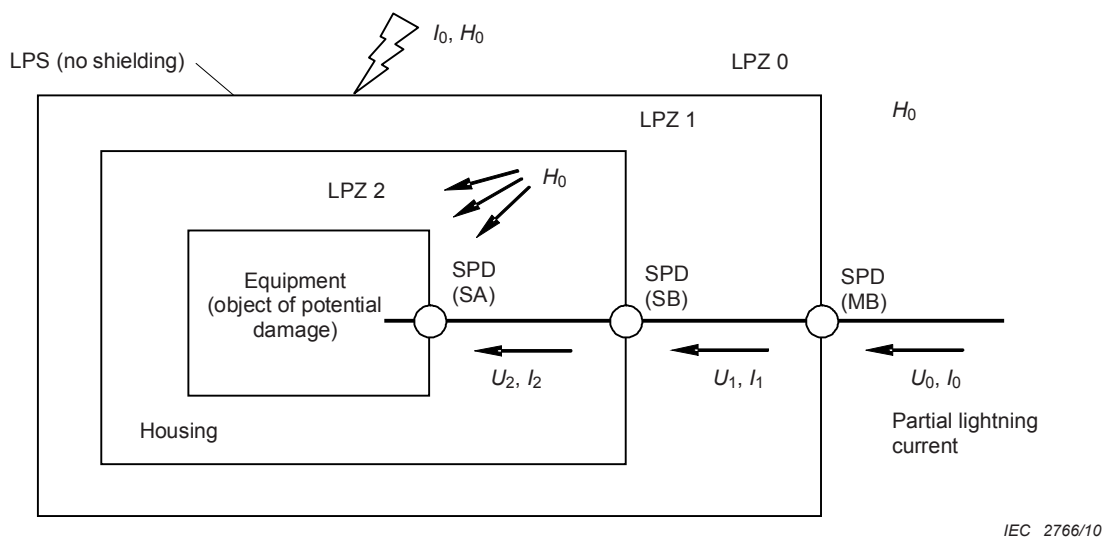 I0, H0
LPS (no shielding)
LPZ 0
H0
LPZ 1
H0
LPZ 2
Equipment
(object of potential
damage)
SPD
(SA)
SPD
(SB)
SPD
(MB)
U2, I2
U1, I1
U0, I0
Housing
Partial lightning
current
IEC 2766/10